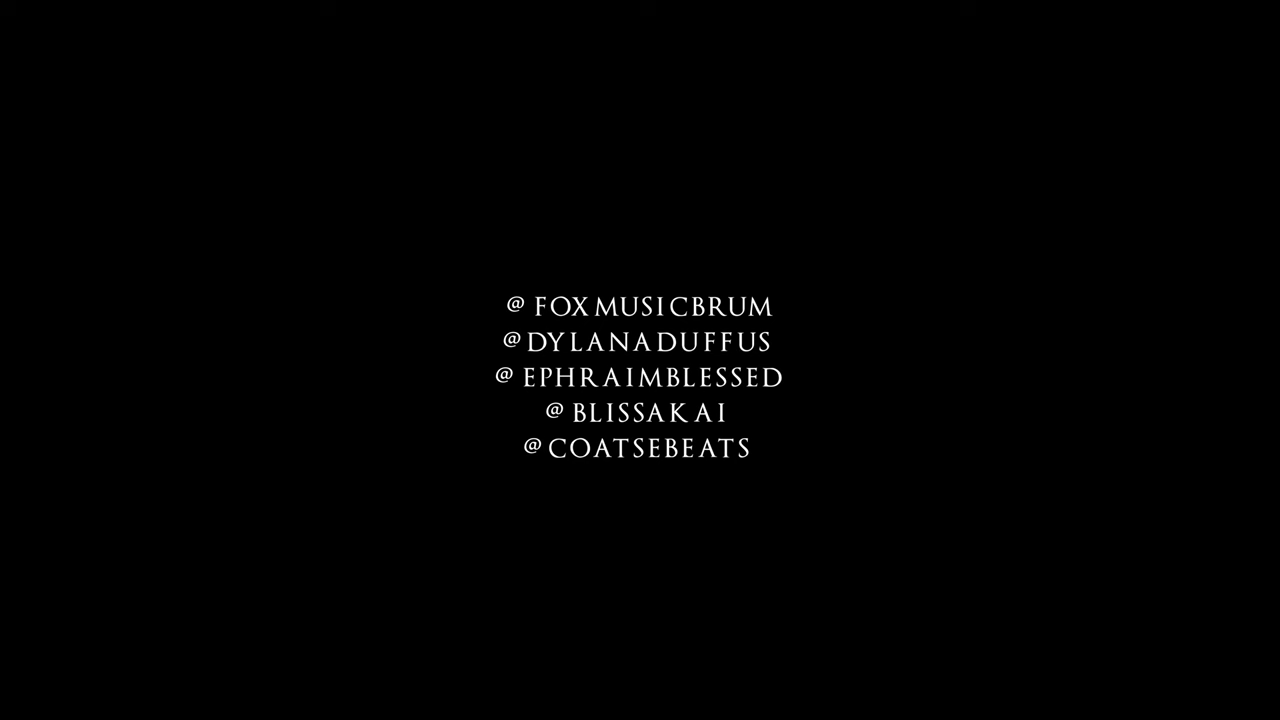 @ FOXMUSICBRUM
@DYLANADUFFUS
@ EPHRAIMBLESSED
@ BLISSAKAI
@COATSEBEATS